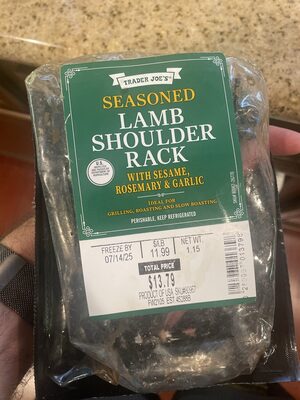 TRADER JOE'S
SEASONED
LAMB
SHOULDER
RACK
WITH SESAME,
ROSEMARY & GARLIC
IDEAL FOR
GRILLING, ROASTING AND SLOW ROASTING
PERISHABLE, KEEP REFRIGERATED
FREEZE BY
07/14/25
$/LB
11.99
NET WT.
1.15
TOTAL PRICE
$13.79